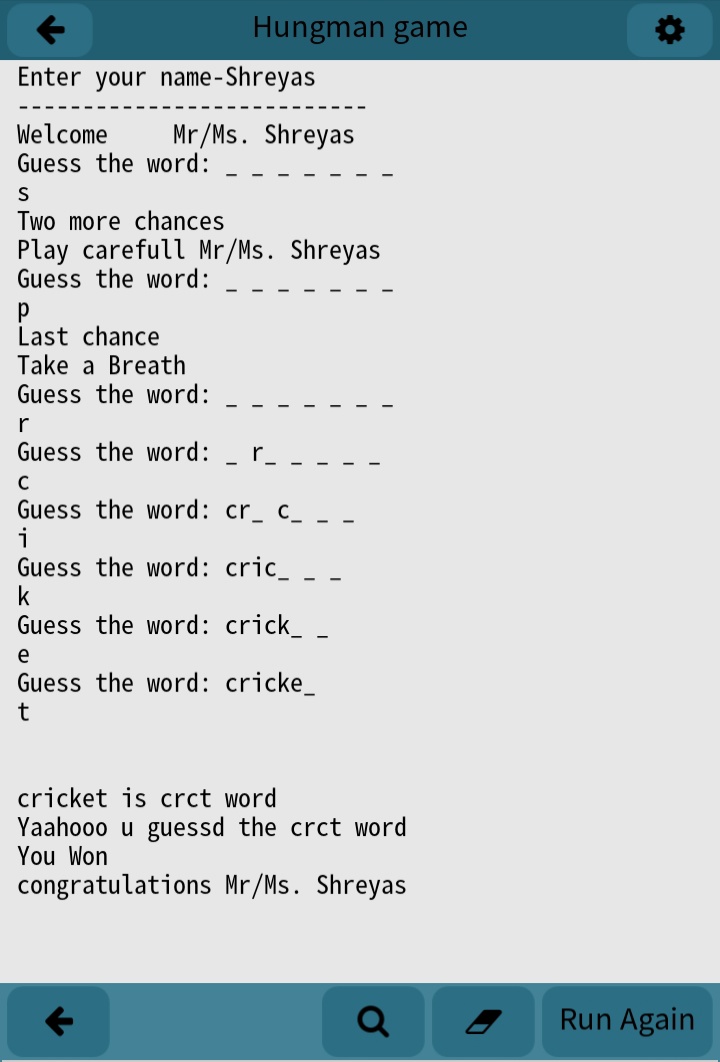 Hungman game
Enter your name-Shreyas
---------------------------
Welcome     Mr/Ms. Shreyas
Guess the word: _ _ _ _ _ _ _
s
Two more chances
Play carefull Mr/Ms. Shreyas
Guess the word: _ _ _ _ _ _ _
p
Last chance
Take a Breath
Guess the word: _ _ _ _ _ _ _
r
Guess the word: _ r_ _ _ _ _
c
Guess the word: cr_ c_ _ _
i
Guess the word: cric_ _ _
k
Guess the word: crick_ _
e
Guess the word: cricke_
t
cricket is crct word
Yaahooo u guessd the crct word
You Won
congratulations Mr/Ms. Shreyas
Run Again